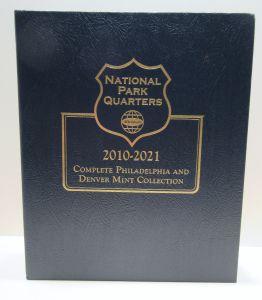 NATIONAL
PARK
QUARTERS
2010-2021
COMPLETE PHILADELPHIA AND
DENVER MINT COLLECTION